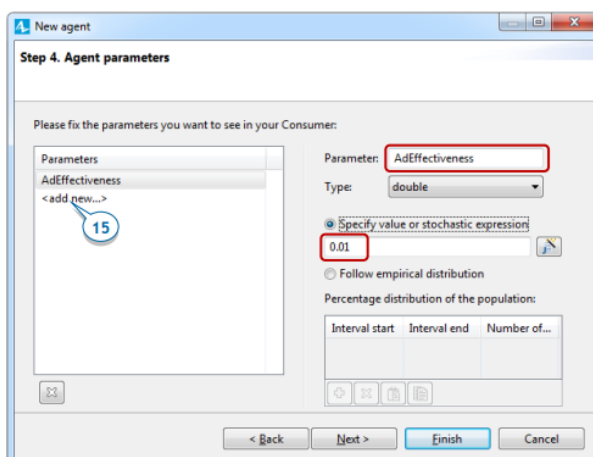 New agent
Step 4. Agent parameters
Please fix the parameters you want to see in your Consumer:
Parameters
AdEffectiveness
<add new...>
15
Parameter: AdEffectiveness
Type: double
Specify value or stochastic expression
0.01
Follow empirical distribution
Percentage distribution of the population:
Interval start Interval end Number of...
< Back Next > Finish Cancel